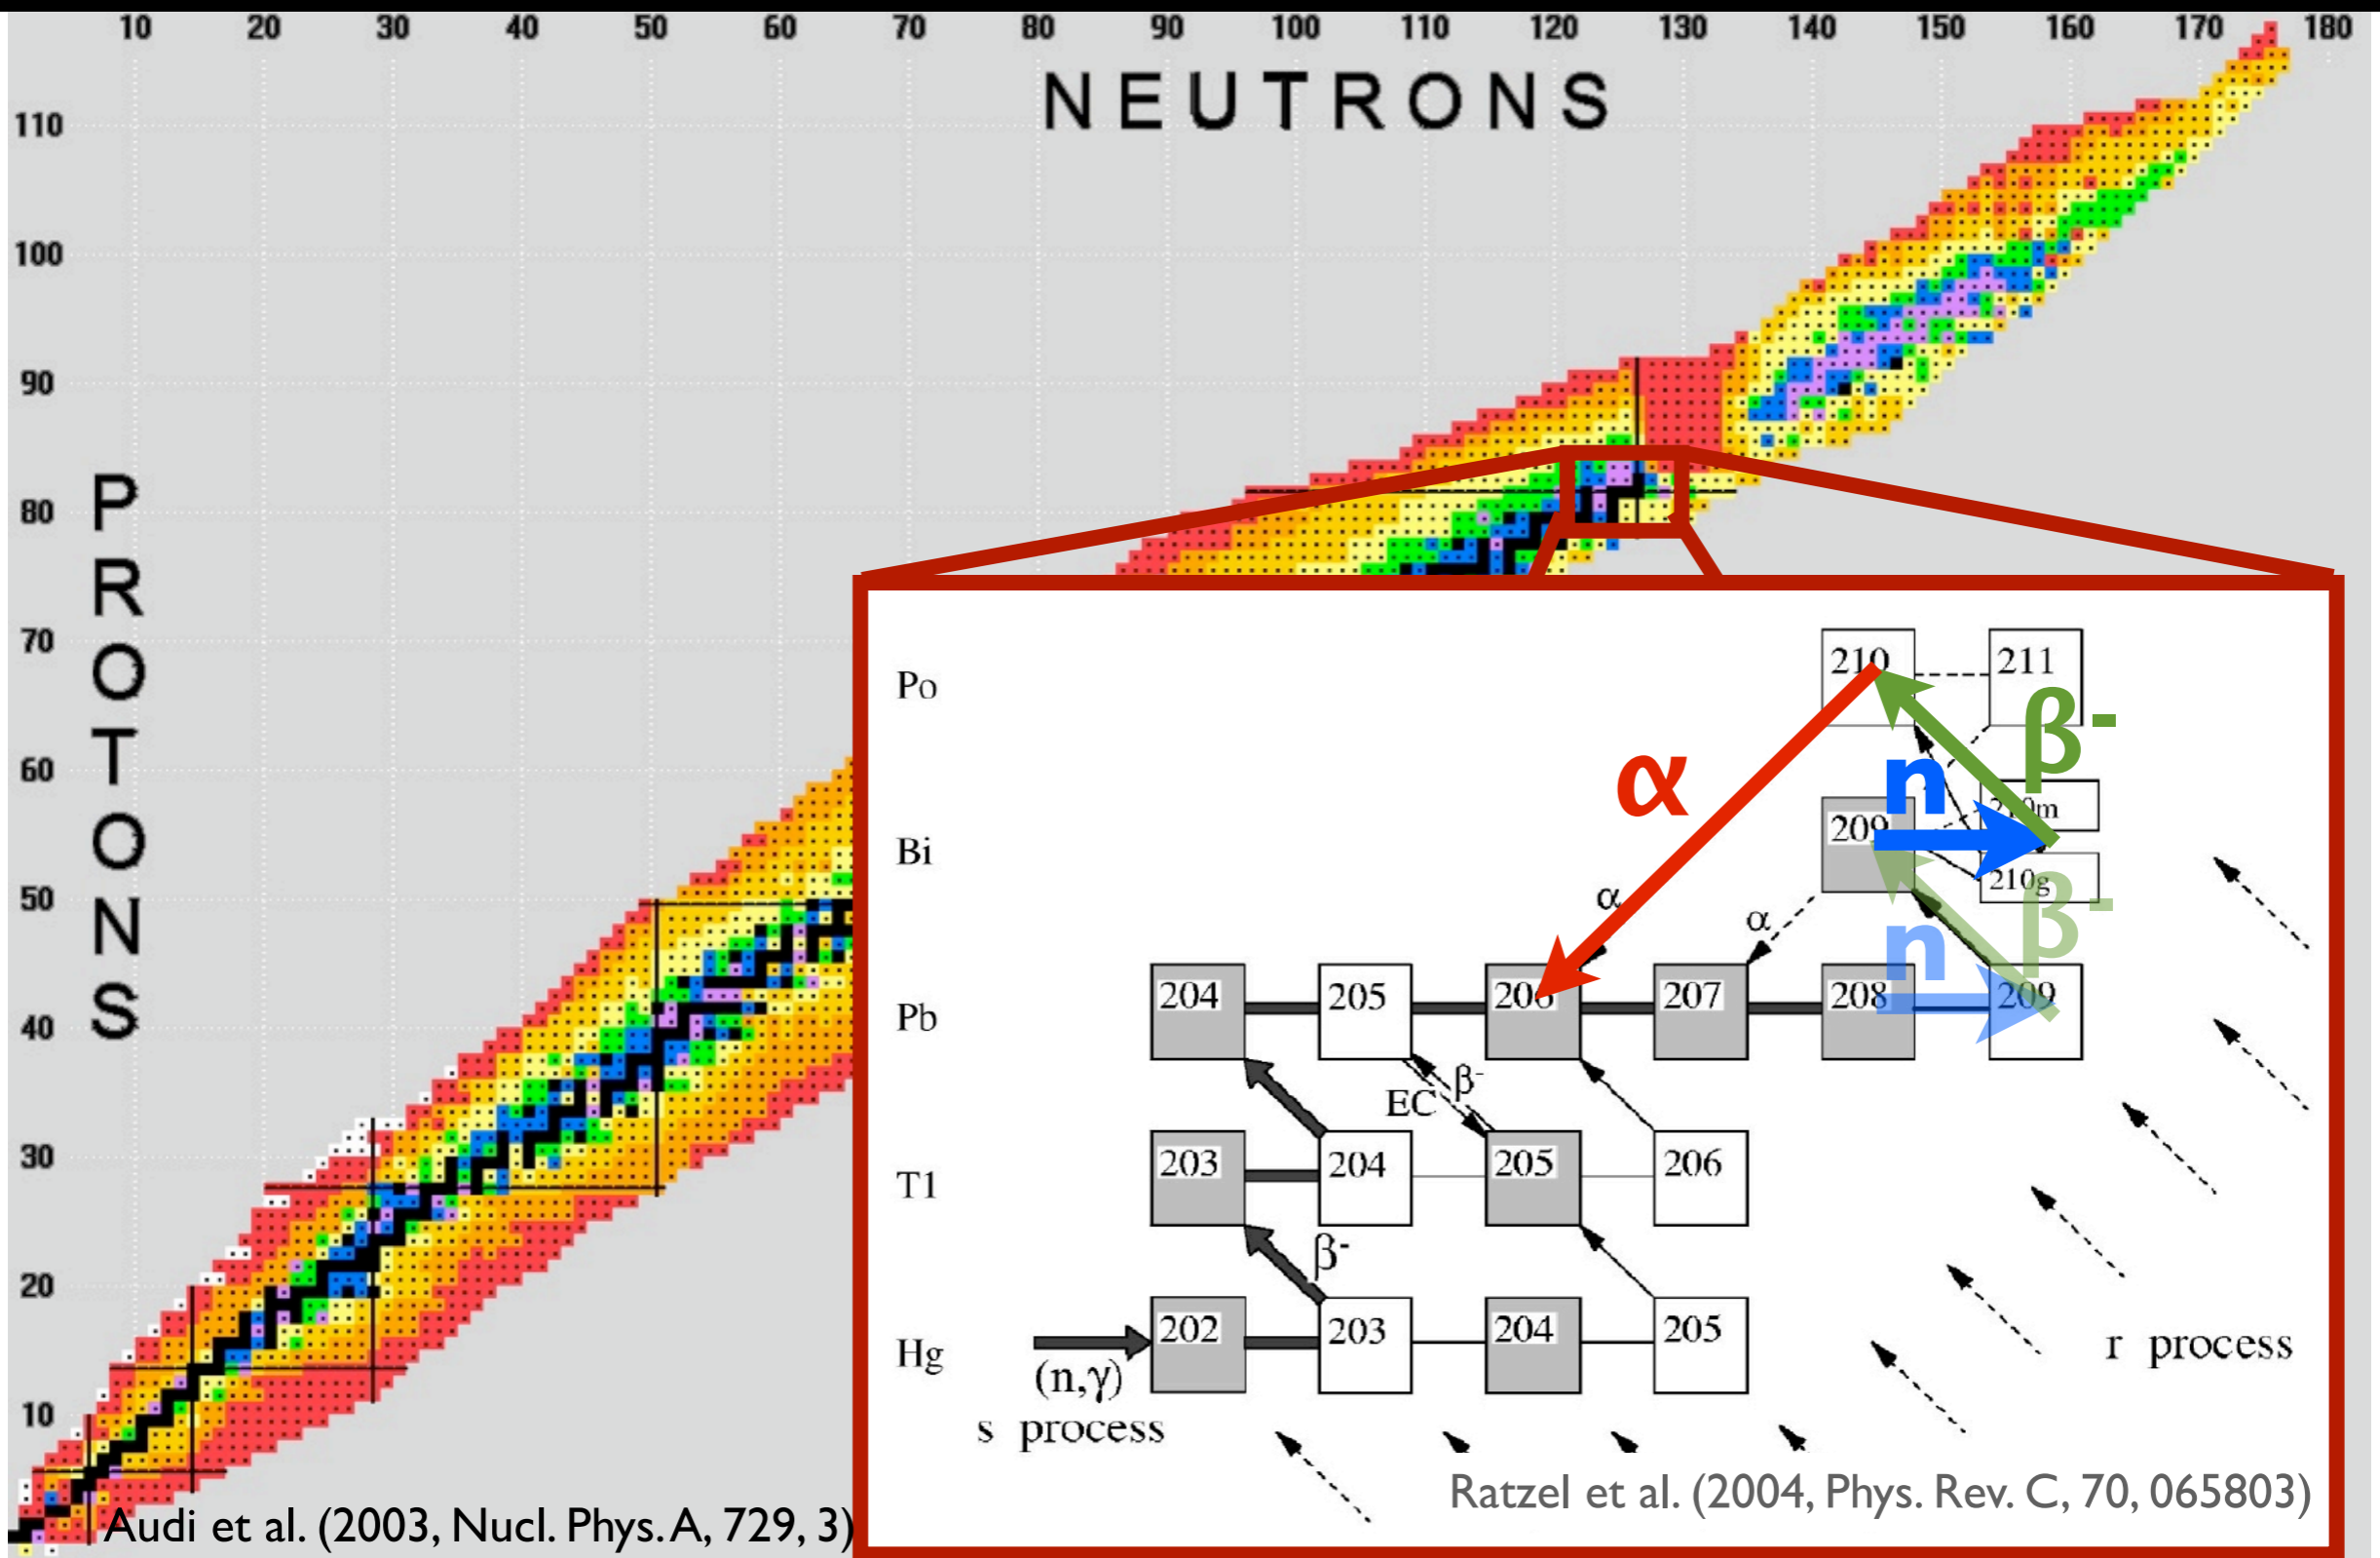 10 20 30 40 50 60 70 80 90 100 110 120 130 140 150 160 170 180
NEUTRONS
110
100
90
80
70
60
50
40
30
20
10
PROTONS
Po
210
211
β-
α
n
Bi
209
210m
210g
β-
α
α
n
Pb
204
205
206
207
208
209
EC
β-
Tl
203
204
205
206
β-
Hg
202
203
204
205
(n,γ)
s process
r process
Ratzel et al. (2004, Phys. Rev. C, 70, 065803)
Audi et al. (2003, Nucl. Phys. A, 729, 3)